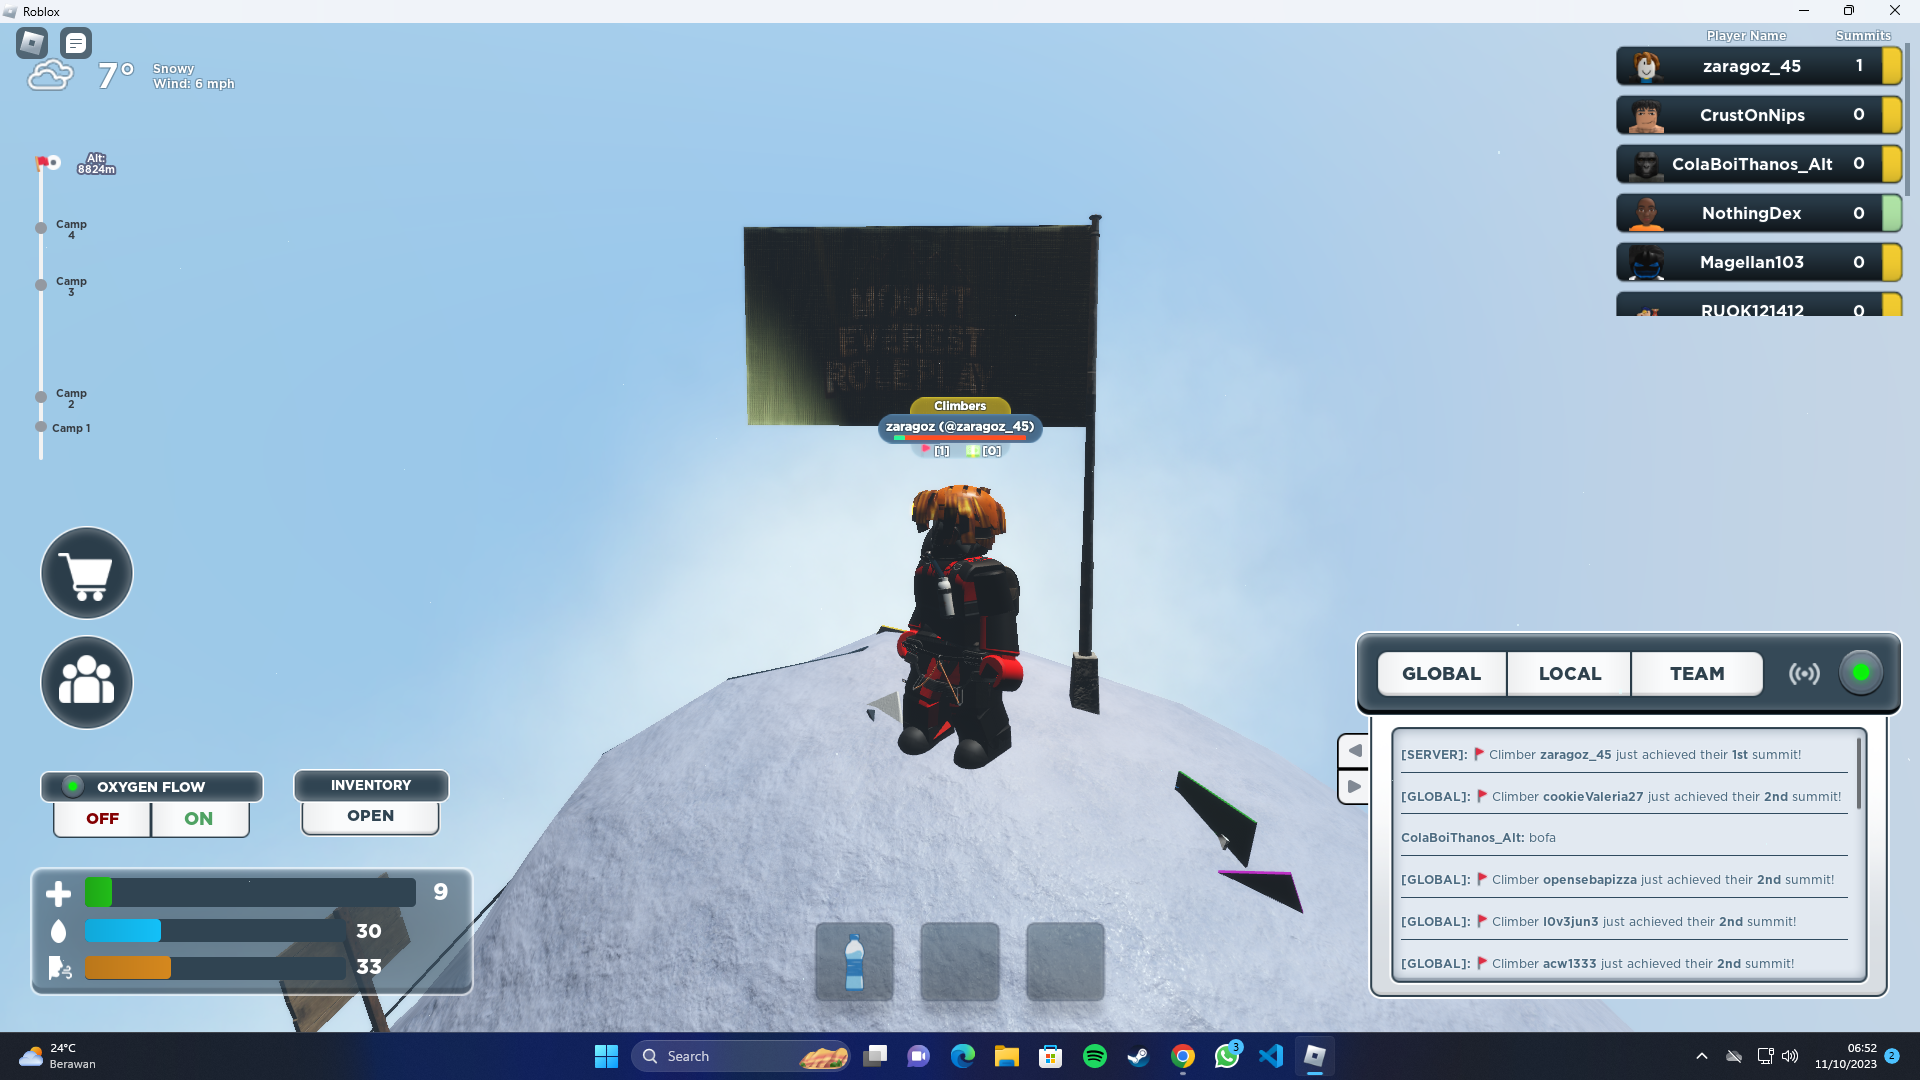 Roblox
7°
Snowy
Wind: 6 mph
Alt:
8824m
Camp
4
Camp
3
Camp
2
Camp 1
Player Name Summits
zaragoz_45 1
CrustOnNips 0
ColaBoiThanos_Alt 0
NothingDex 0
Magellan103 0
RUOK121412 0
MOUNT
EVEREST
ROLEPLAY
Climbers
zaragoz (@zaragoz_45)
[1] [0]
OXYGEN FLOW
OFF ON
INVENTORY
OPEN
9
30
33
GLOBAL LOCAL TEAM
[SERVER]: Climber zaragoz_45 just achieved their 1st summit!
[GLOBAL]: Climber cookieValeria27 just achieved their 2nd summit!
ColaBoiThanos_Alt: bofa
[GLOBAL]: Climber opensebapizza just achieved their 2nd summit!
[GLOBAL]: Climber l0v3jun3 just achieved their 2nd summit!
[GLOBAL]: Climber acw1333 just achieved their 2nd summit!
24°C
Berawan
Search
3
06:52
11/10/2023
2